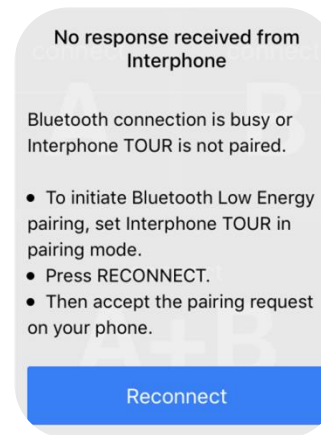 No response received from
Interphone
Bluetooth connection is busy or
Interphone TOUR is not paired.
● To initiate Bluetooth Low Energy
pairing, set Interphone TOUR in
pairing mode.
● Press RECONNECT.
● Then accept the pairing request
on your phone.
A+B
Reconnect